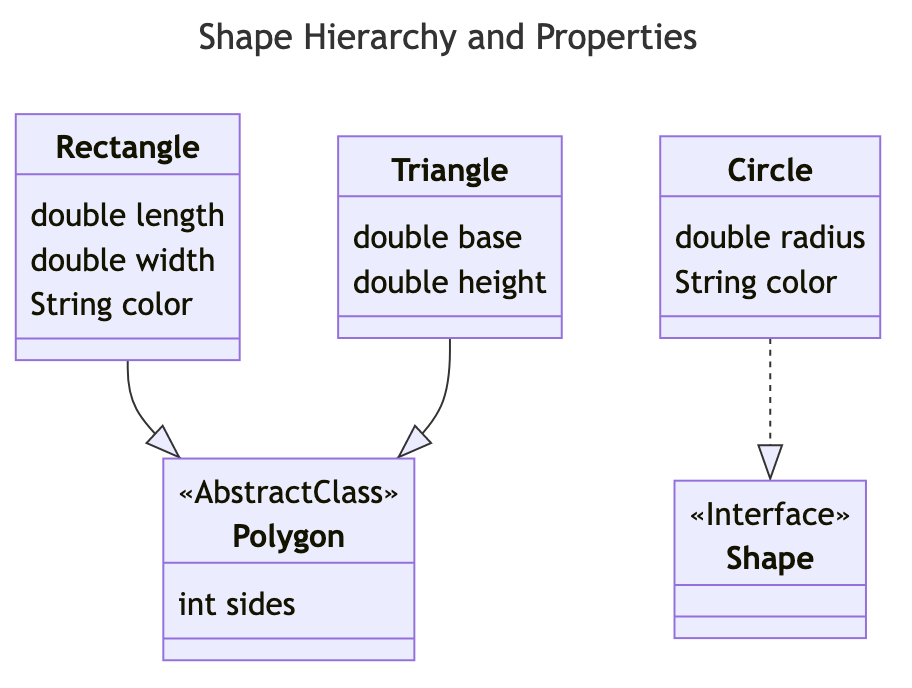 Shape Hierarchy and Properties
Rectangle
double length
double width
String color
Triangle
double base
double height
Circle
double radius
String color
«AbstractClass»
Polygon
int sides
«Interface»
Shape